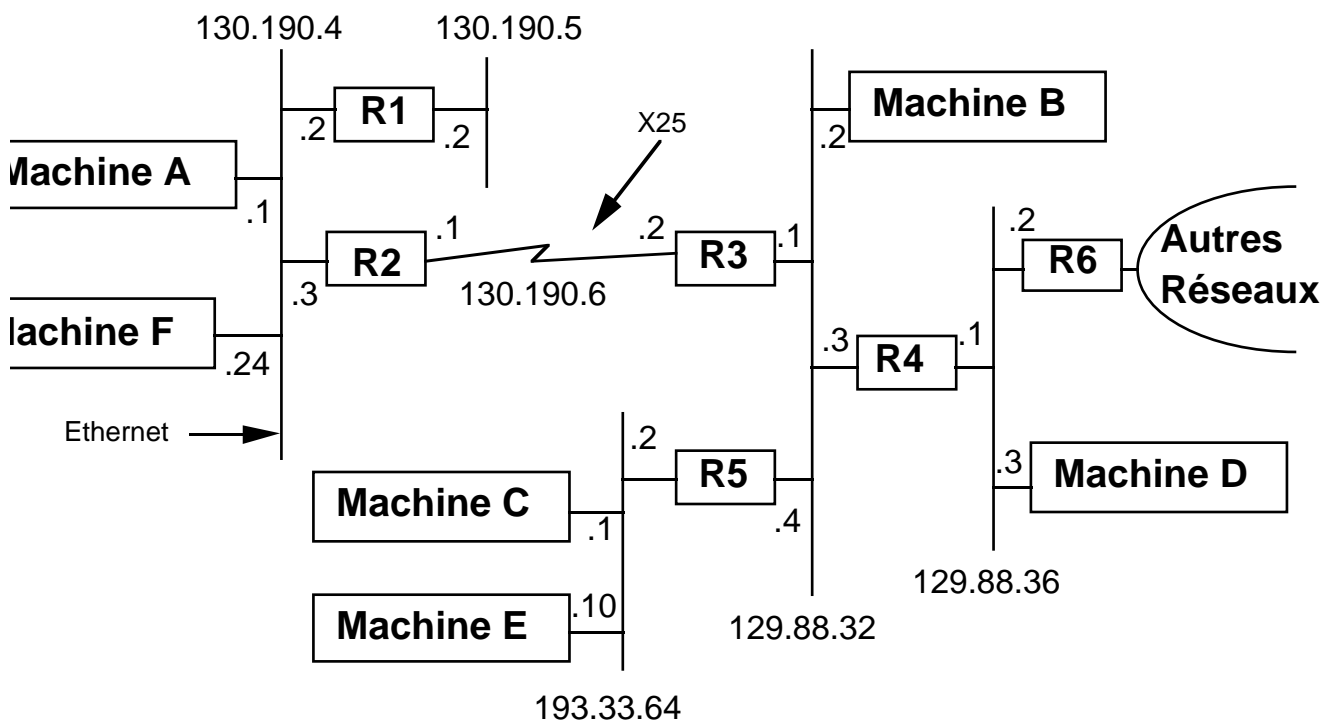 130.190.4
130.190.5
R1
.2
.2
Machine B
.2
X25
Machine A
.1
R2
.1
.3
130.190.6
.2
R3
.1
.2
R6
Autres
Réseaux
achine F
.24
.3
R4
.1
Ethernet
.2
R5
.4
.3
Machine D
Machine C
.1
Machine E
.10
129.88.36
129.88.32
193.33.64